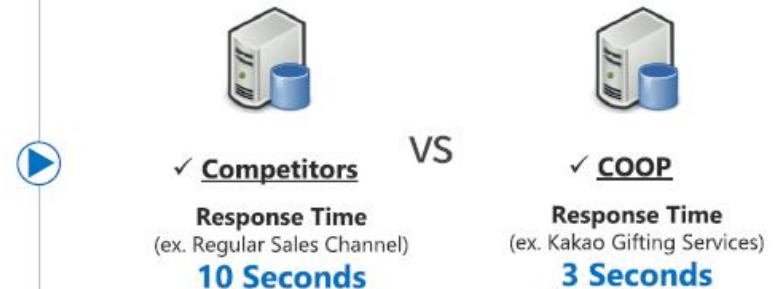 ✓ Competitors
Response Time
(ex. Regular Sales Channel)
10 Seconds
VS
✓ COOP
Response Time
(ex. Kakao Gifting Services)
3 Seconds